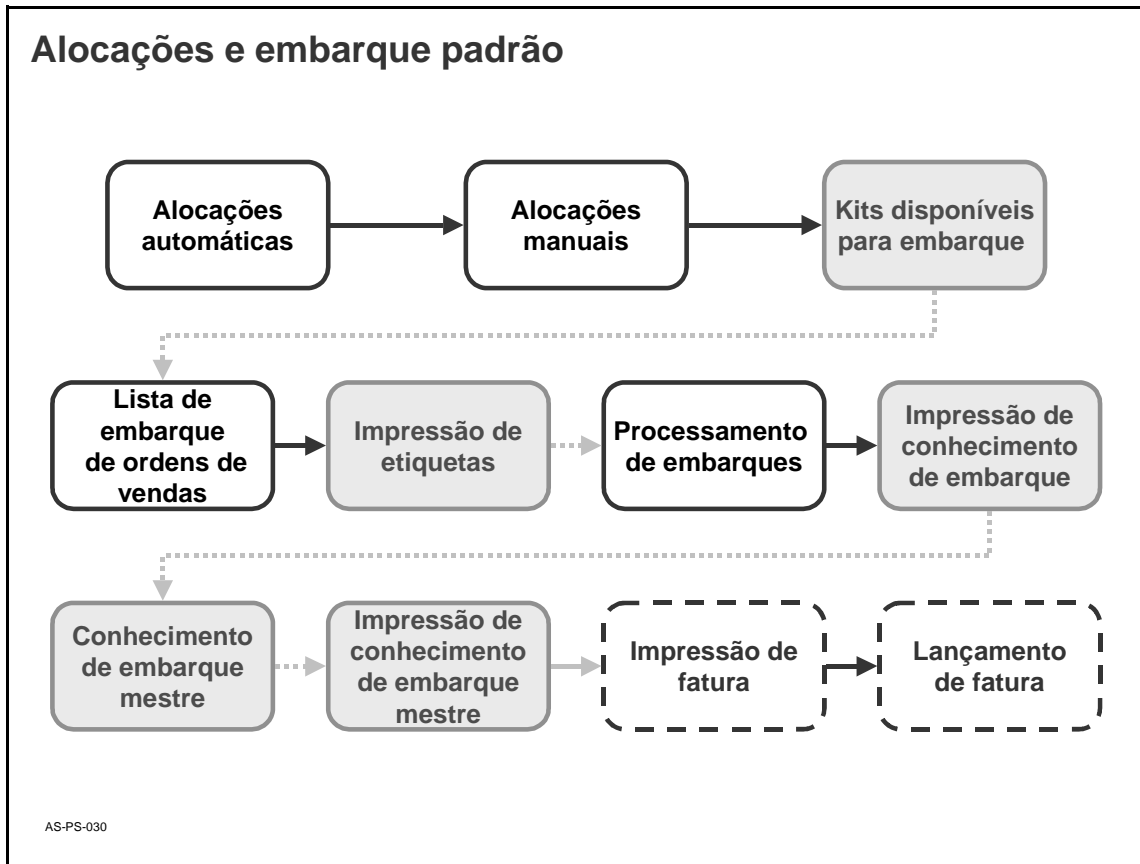 Alocações e embarque padrão
Alocações
automáticas
Alocações
manuais
Kits disponíveis
para embarque
Lista de
embarque
de ordens de
vendas
Impressão de
etiquetas
Processamento
de embarques
Impressão de
conhecimento
de embarque
Conhecimento
de embarque
mestre
Impressão de
conhecimento
de embarque
mestre
Impressão de
fatura
Lançamento
de fatura
AS-PS-030